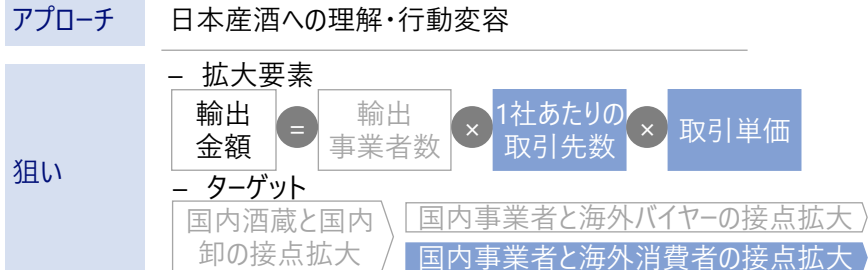 アプローチ
日本産酒への理解・行動変容
狙い
– 拡大要素
輸出
金額
=
輸出
事業者数
×
1社あたりの
取引先数
×
取引単価
– ターゲット
国内酒蔵と国内
卸の接点拡大
国内事業者と海外バイヤーの接点拡大
国内事業者と海外消費者の接点拡大